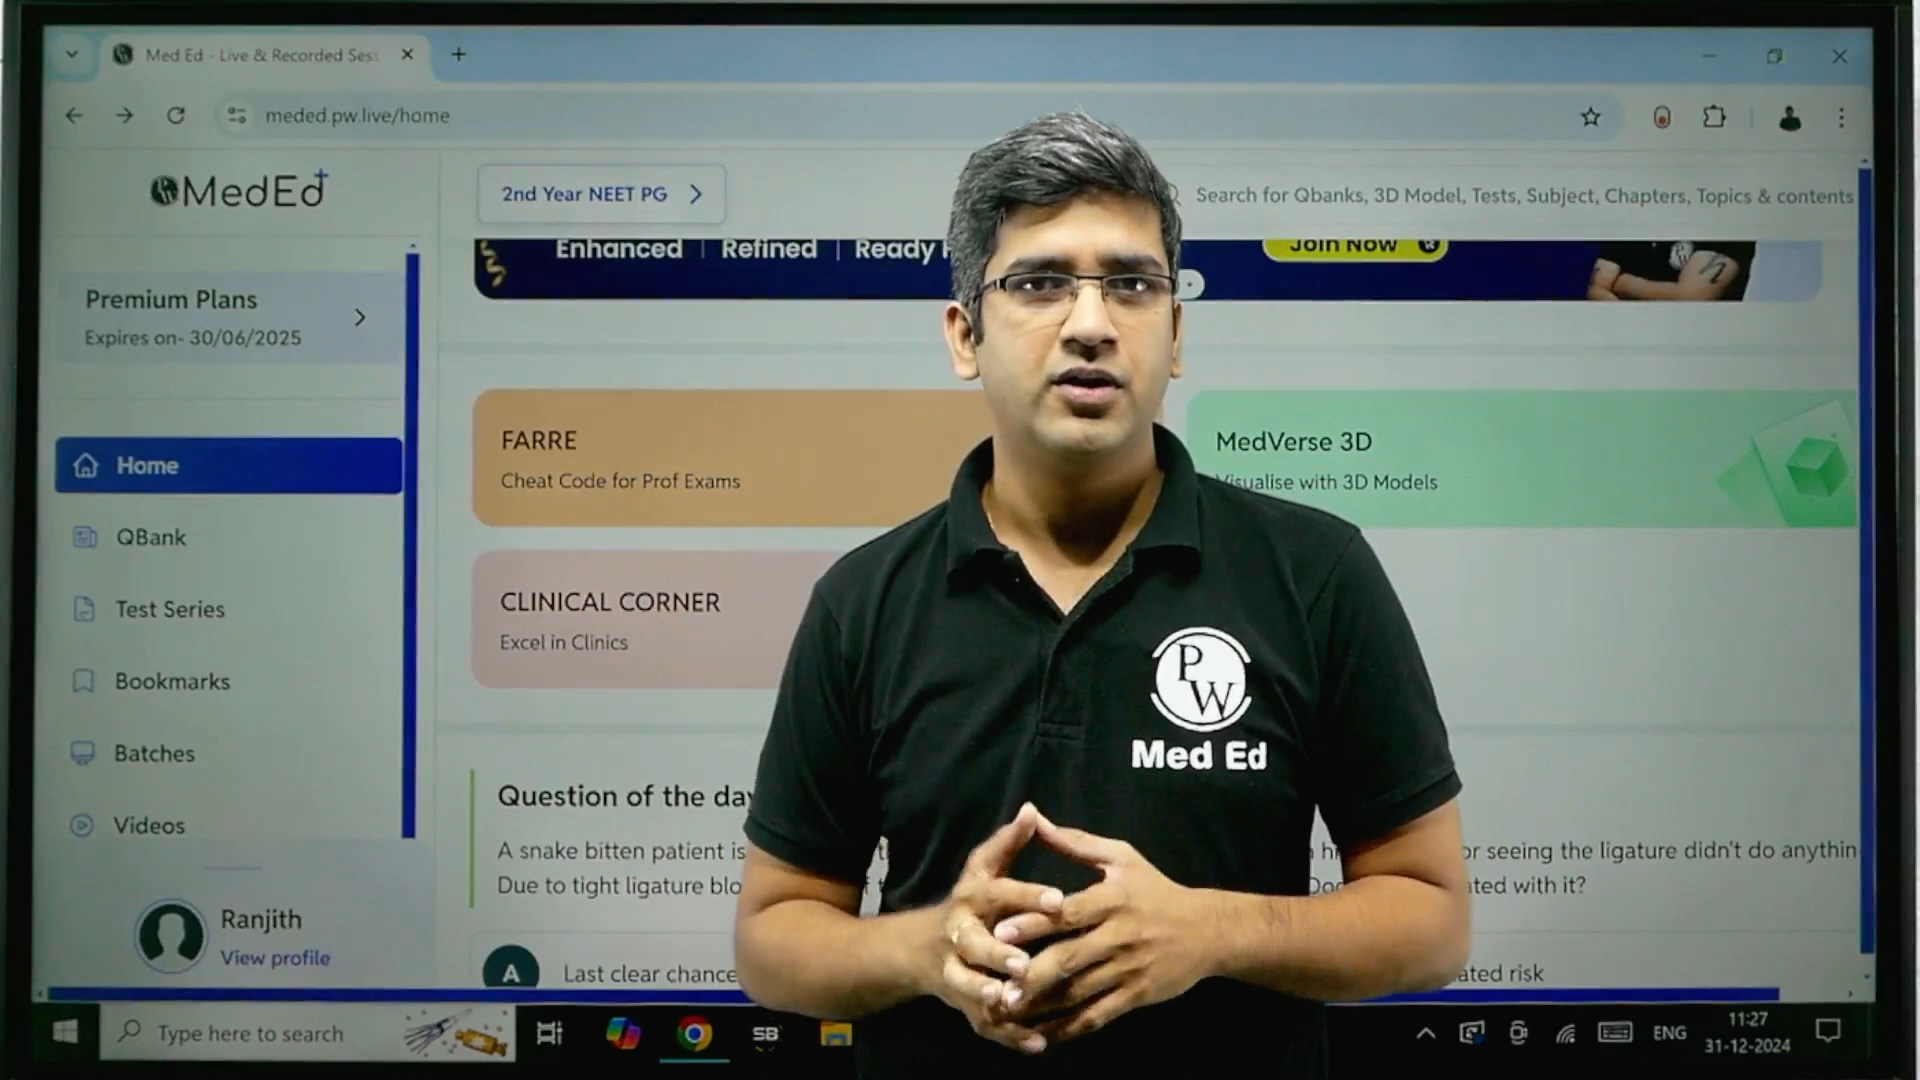 Med Ed - Live & Recorded Sess
meded.pw.live/home
MedEd
2nd Year NEET PG
Search for Qbanks, 3D Model, Tests, Subject, Chapters, Topics & contents
Enhanced | Refined | Ready
Join Now
Premium Plans
Expires on- 30/06/2025
FARRE
Cheat Code for Prof Exams
MedVerse 3D
Visualise with 3D Models
Home
QBank
CLINICAL CORNER
Excel in Clinics
Test Series
Bookmarks
PW
Med Ed
Batches
Videos
Question of the day
A snake bitten patient is or seeing the ligature didn't do anythin
Due to tight ligature blo ated with it?
A Last clear chance ated risk
Ranjith
View profile
Type here to search
SB
ENG
11:27
31-12-2024